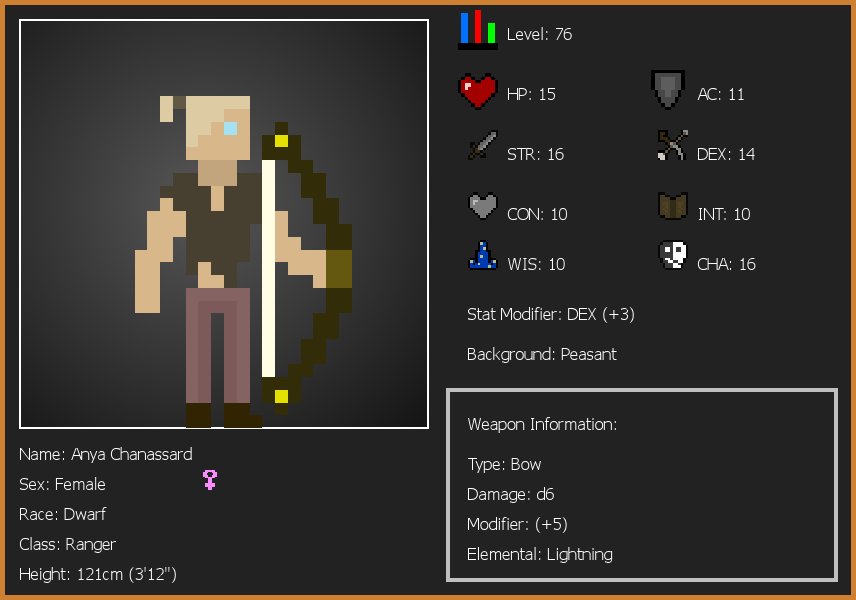 Level: 76
HP: 15
AC: 11
STR: 16
DEX: 14
CON: 10
INT: 10
WIS: 10
CHA: 16
Stat Modifier: DEX (+3)
Background: Peasant
Weapon Information:
Type: Bow
Damage: d6
Modifier: (+5)
Elemental: Lightning
Name: Anya Chanassard
Sex: Female
Race: Dwarf
Class: Ranger
Height: 121cm (3'12")